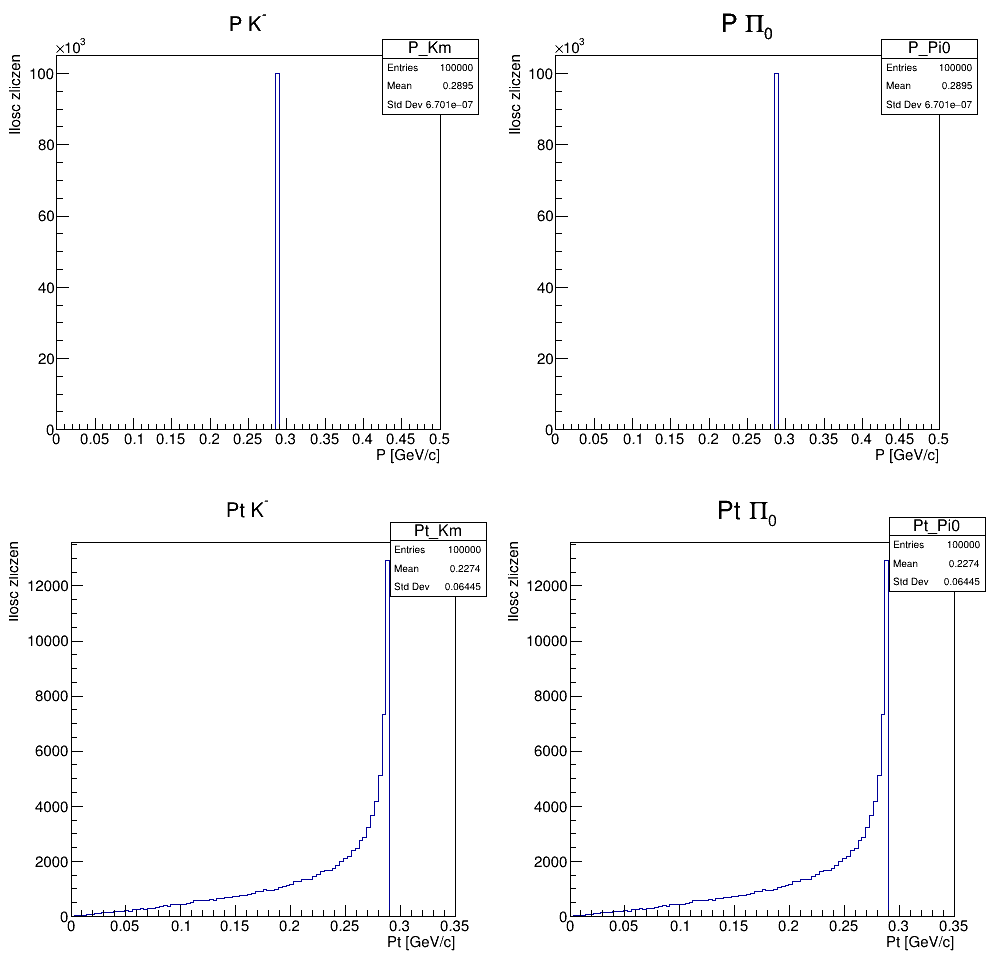 P K⁻
×10³
Ilosc zliczen
P_Km
Entries 100000
Mean 0.2895
Std Dev 6.701e−07
100
80
60
40
20
0
0 0.05 0.1 0.15 0.2 0.25 0.3 0.35 0.4 0.45 0.5
P [GeV/c]
P Π₀
×10³
Ilosc zliczen
P_Pi0
Entries 100000
Mean 0.2895
Std Dev 6.701e−07
100
80
60
40
20
0
0 0.05 0.1 0.15 0.2 0.25 0.3 0.35 0.4 0.45 0.5
P [GeV/c]
Pt K⁻
Ilosc zliczen
Pt_Km
Entries 100000
Mean 0.2274
Std Dev 0.06445
12000
10000
8000
6000
4000
2000
0
0 0.05 0.1 0.15 0.2 0.25 0.3 0.35
Pt [GeV/c]
Pt Π₀
Ilosc zliczen
Pt_Pi0
Entries 100000
Mean 0.2274
Std Dev 0.06445
12000
10000
8000
6000
4000
2000
0
0 0.05 0.1 0.15 0.2 0.25 0.3 0.35
Pt [GeV/c]